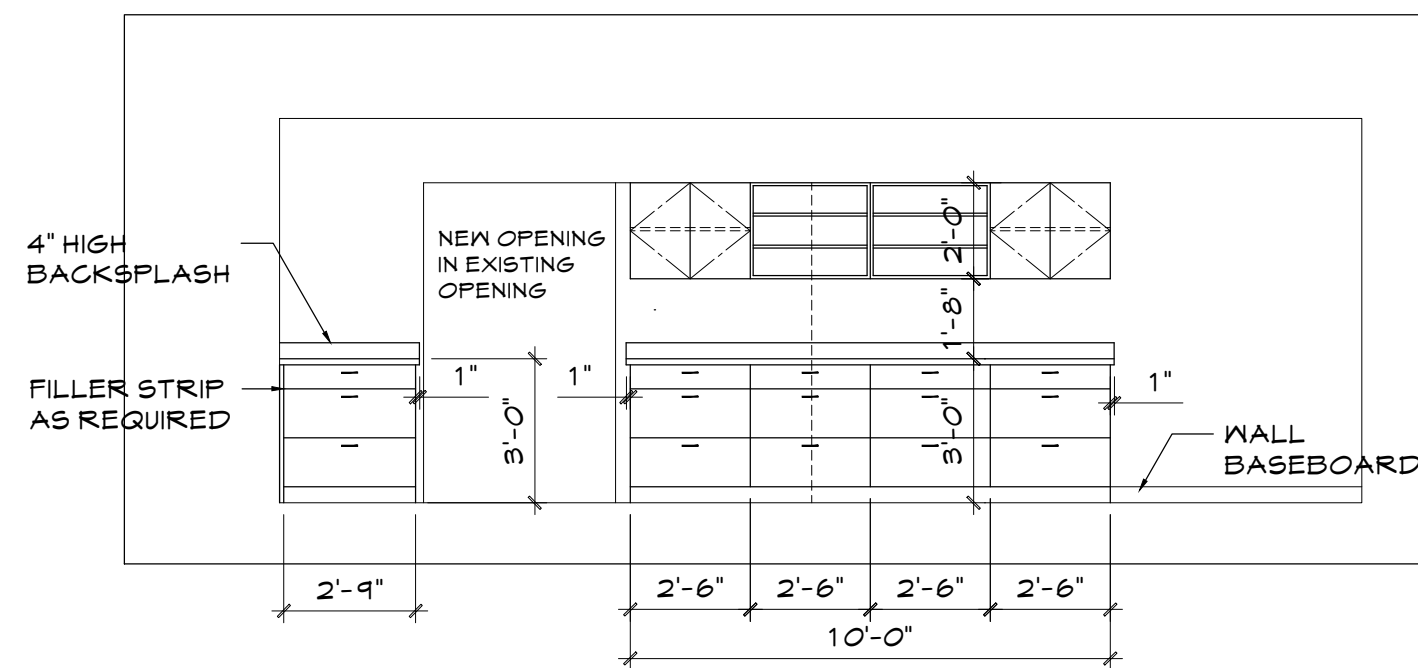 4" HIGH
BACKSPLASH
FILLER STRIP
AS REQUIRED
NEW OPENING
IN EXISTING
OPENING
1"
1"
3'-0"
2'-0"
1'-8"
3'-0"
1"
WALL
BASEBOARD
2'-9"
2'-6" 2'-6" 2'-6" 2'-6"
10'-0"